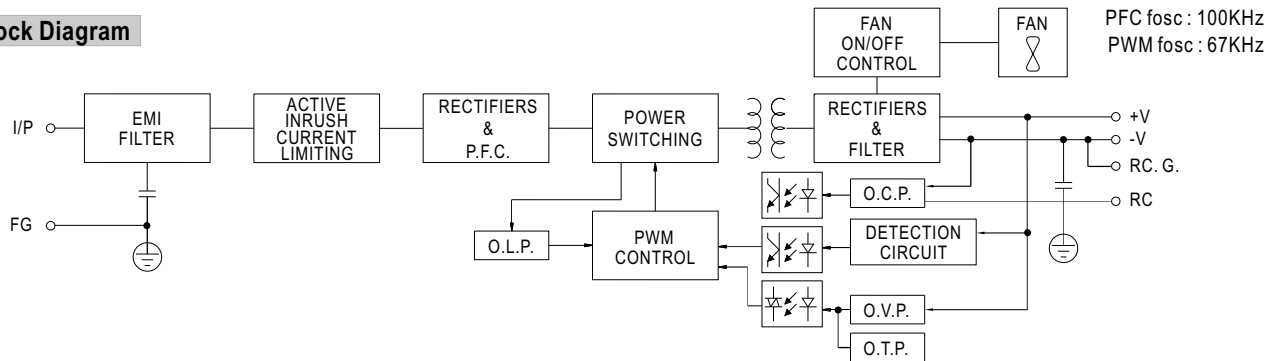 ock Diagram
PFC fosc : 100KHz
PWM fosc : 67KHz
FAN
ON/OFF
CONTROL
FAN
I/P
EMI
FILTER
ACTIVE
INRUSH
CURRENT
LIMITING
RECTIFIERS
&
P.F.C.
POWER
SWITCHING
RECTIFIERS
&
FILTER
+V
-V
RC. G.
RC
FG
O.L.P.
PWM
CONTROL
O.C.P.
DETECTION
CIRCUIT
O.V.P.
O.T.P.